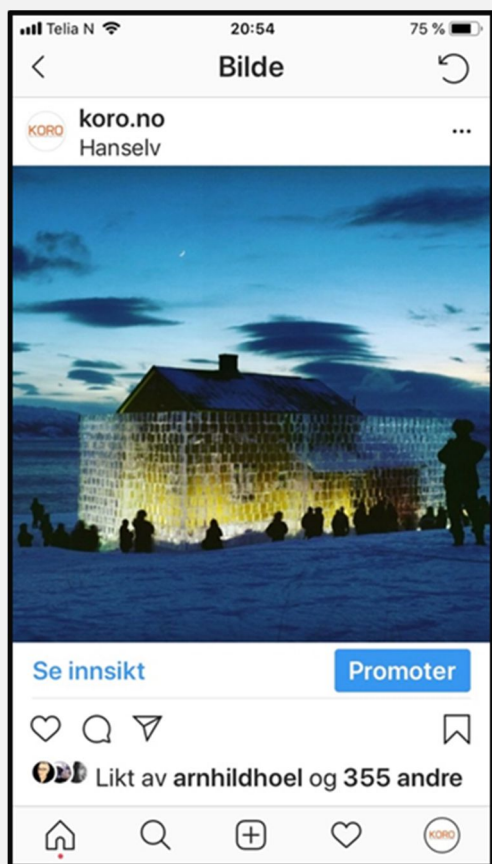 Telia N 20:54 75 %
Bilde
KORO koro.no
Hanselv
Se innsikt Promoter
Likt av arnhildhoel og 355 andre
KORO